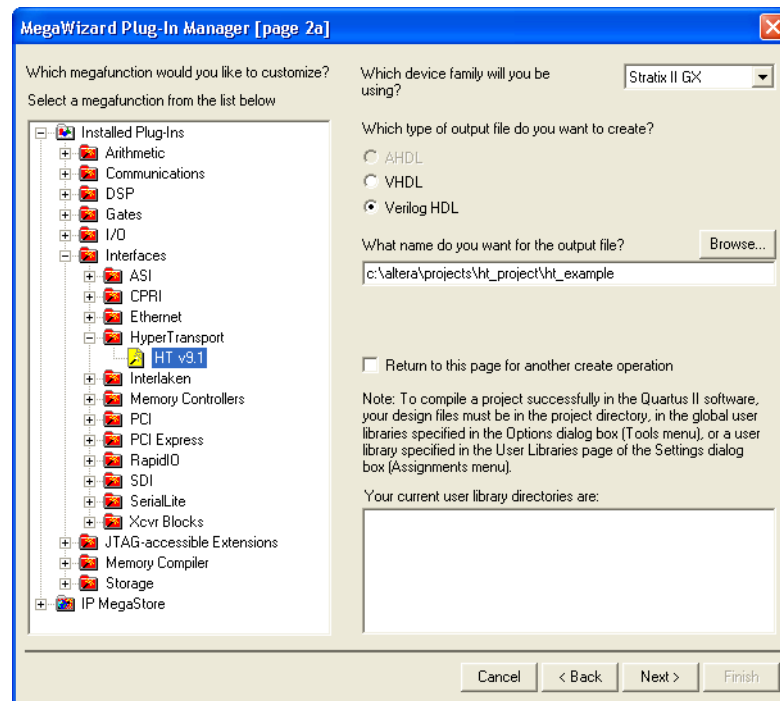 MegaWizard Plug-In Manager [page 2a]
Which megafunction would you like to customize?
Select a megafunction from the list below
Installed Plug-Ins
Arithmetic
Communications
DSP
Gates
I/O
Interfaces
ASI
CPRI
Ethernet
HyperTransport
HT v9.1
Interlaken
Memory Controllers
PCI
PCI Express
RapidIO
SDI
SerialLite
Xcvr Blocks
JTAG-accessible Extensions
Memory Compiler
Storage
IP MegaStore
Which device family will you be
using?
Stratix II GX
Which type of output file do you want to create?
AHDL
VHDL
Verilog HDL
What name do you want for the output file?
Browse...
c:\altera\projects\ht_project\ht_example
Return to this page for another create operation
Note: To compile a project successfully in the Quartus II software,
your design files must be in the project directory, in the global user
libraries specified in the Options dialog box (Tools menu), or a user
library specified in the User Libraries page of the Settings dialog
box (Assignments menu).
Your current user library directories are:
Cancel
< Back
Next >
Finish